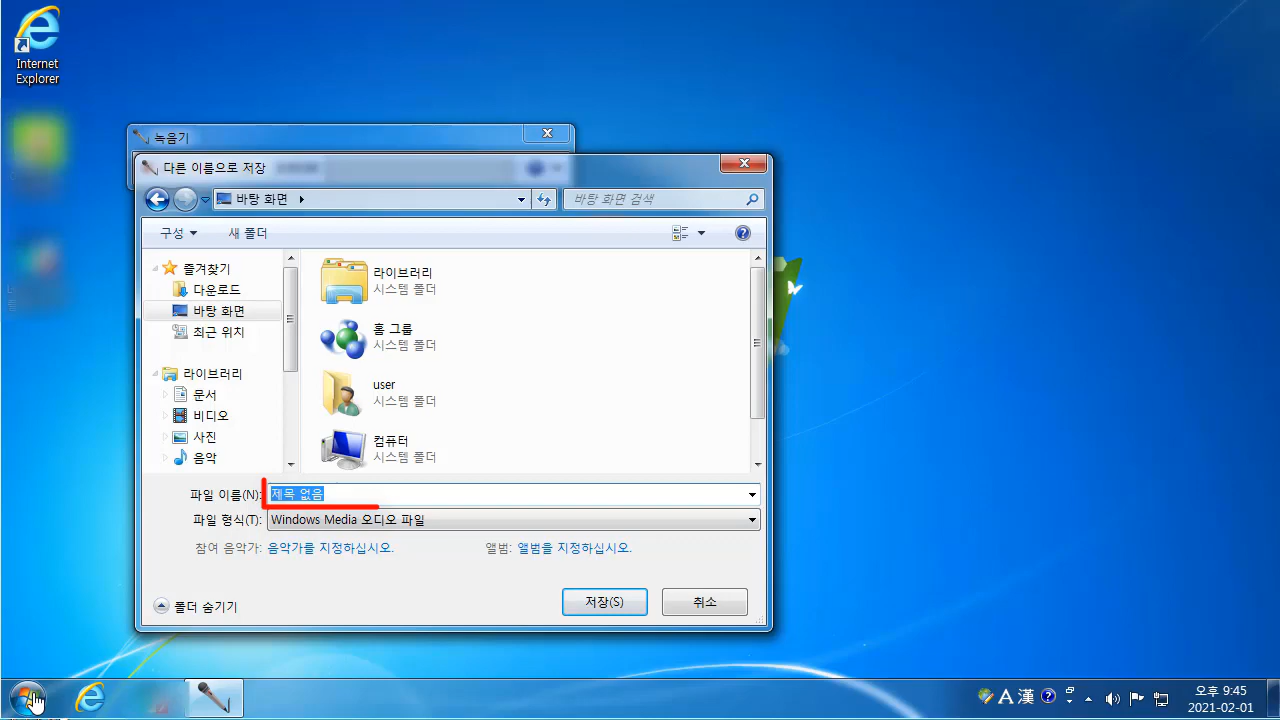 Internet
Explorer
녹음기
다른 이름으로 저장
바탕 화면
바탕 화면 검색
구성
새 폴더
즐겨찾기
다운로드
바탕 화면
최근 위치
라이브러리
문서
비디오
사진
음악
라이브러리
시스템 폴더
홈 그룹
시스템 폴더
user
시스템 폴더
컴퓨터
시스템 폴더
파일 이름(N):
제목 없음
파일 형식(T):
Windows Media 오디오 파일
참여 음악가: 음악가를 지정하십시오.
앨범: 앨범을 지정하십시오.
폴더 숨기기
저장(S)
취소
A 漢
오후 9:45
2021-02-01